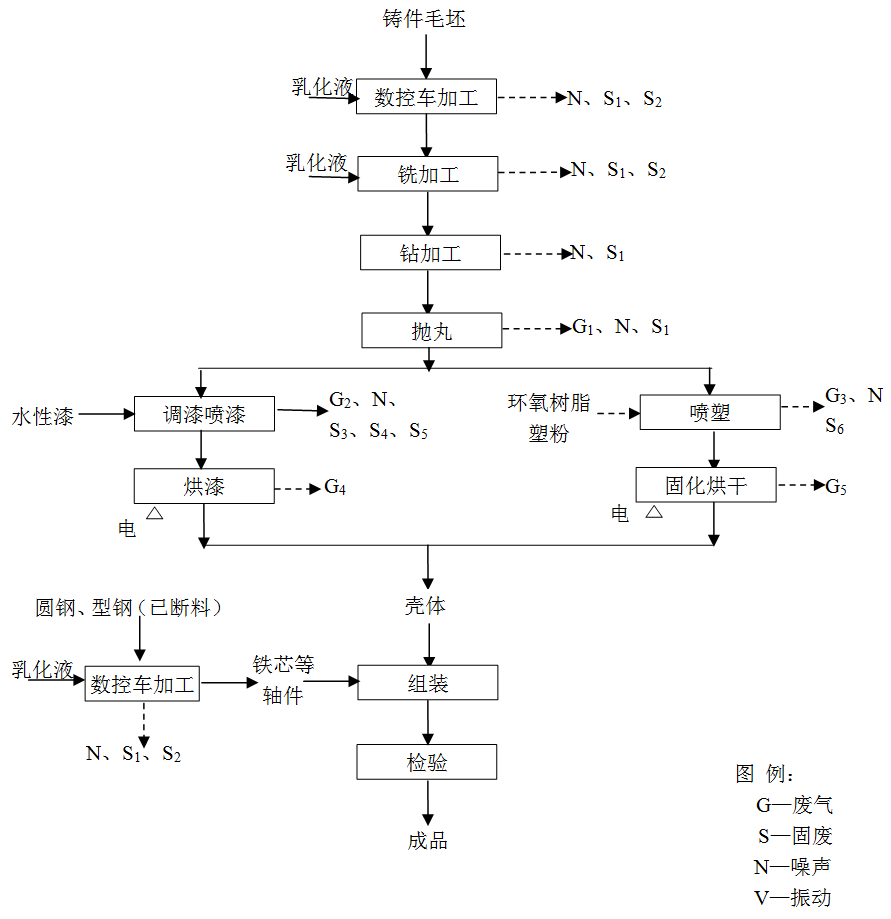 铸件毛坯
乳化液
数控车加工
N、S₁、S₂
乳化液
铣加工
N、S₁、S₂
钻加工
N、S₁
抛丸
G₁、N、S₁
水性漆
调漆喷漆
G₂、N、
S₃、S₄、S₅
环氧树脂
塑粉
喷塑
G₃、N
S₆
烘漆
G₄
电
固化烘干
G₅
电
圆钢、型钢（已断料）
壳体
乳化液
数控车加工
铁芯等
轴件
组装
N、S₁、S₂
检验
成品
图 例：
G—废气
S—固废
N—噪声
V—振动